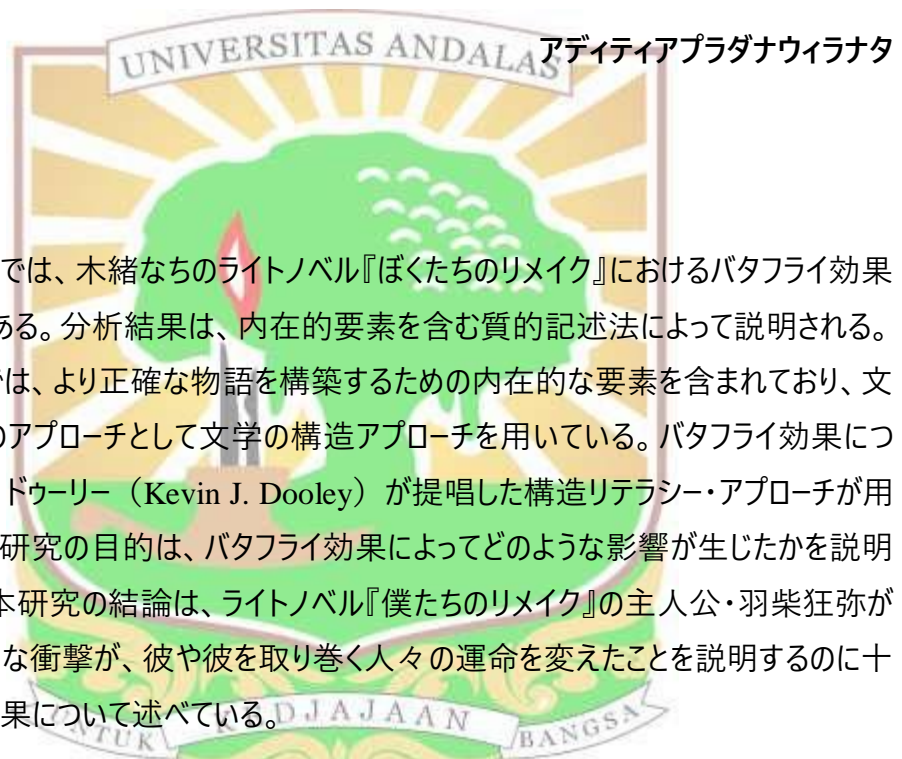 UNIVERSITAS ANDALAS
アディティアプラダナウィラナタ
では、木緒なちのライトノベル『ぼくたちのリメイク』におけるバタフライ効果
ある。分析結果は、内在的要素を含む質的記述法によって説明される。
は、より正確な物語を構築するための内在的な要素を含まれており、文
のアプローチとして文学の構造アプローチを用いている。バタフライ効果につ
ドゥーリー（Kevin J. Dooley）が提唱した構造リテラシー・アプローチが用
研究の目的は、バタフライ効果によってどのような影響が生じたかを説明
本研究の結論は、ライトノベル『僕たちのリメイク』の主人公・羽柴狂弥が
な衝撃が、彼や彼を取り巻く人々の運命を変えたことを説明するのに十
果について述べている。
UNTUK KEDJAJAAN BANGSA